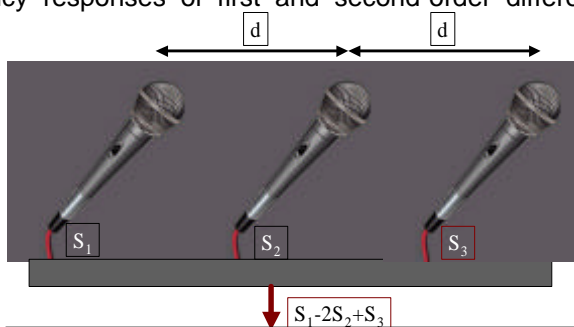 cy responses of first and second order differe
d d
S₁ S₂ S₃
S₁-2S₂+S₃